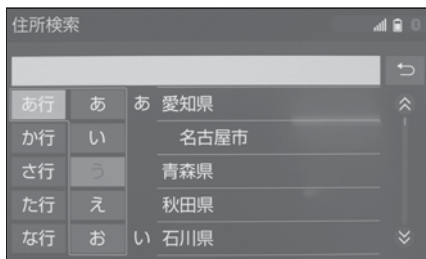 住所検索
あ行 あ あ 愛知県
か行 い 名古屋市
さ行 う 青森県
た行 え 秋田県
な行 お い 石川県